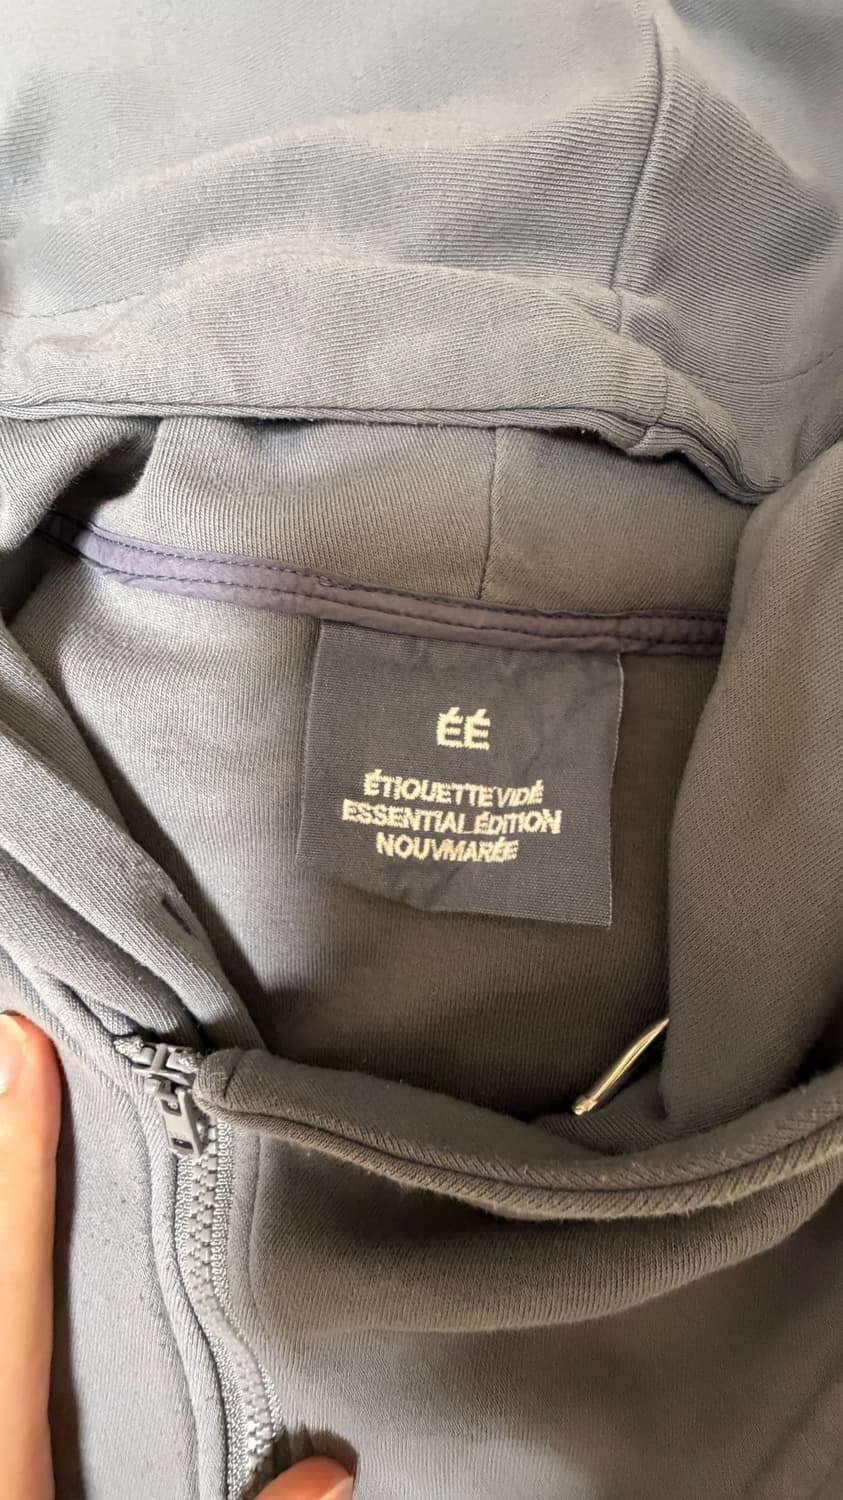 ÉÉ
ÉTIQUETTE VIDÉ
ESSENTIAL ÉDITION
NOUVMARÉE